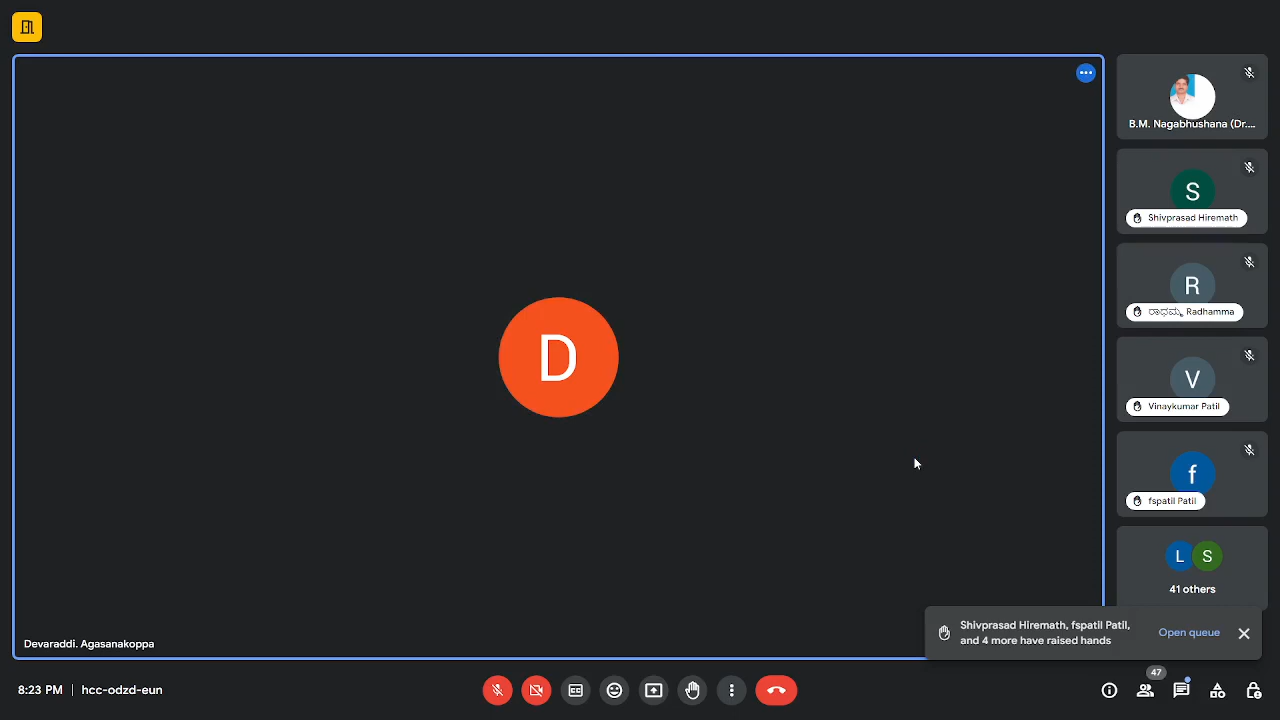 B.M. Nagabhushana (Dr....
S
Shivprasad Hiremath
R
ರಾಧಮ್ಮ Radhamma
V
Vinaykumar Patil
f
fspatil Patil
L S
41 others
D
Devaraddi. Agasanakoppa
Shivprasad Hiremath, fspatil Patil,
and 4 more have raised hands
Open queue
8:23 PM | hcc-odzd-eun
47